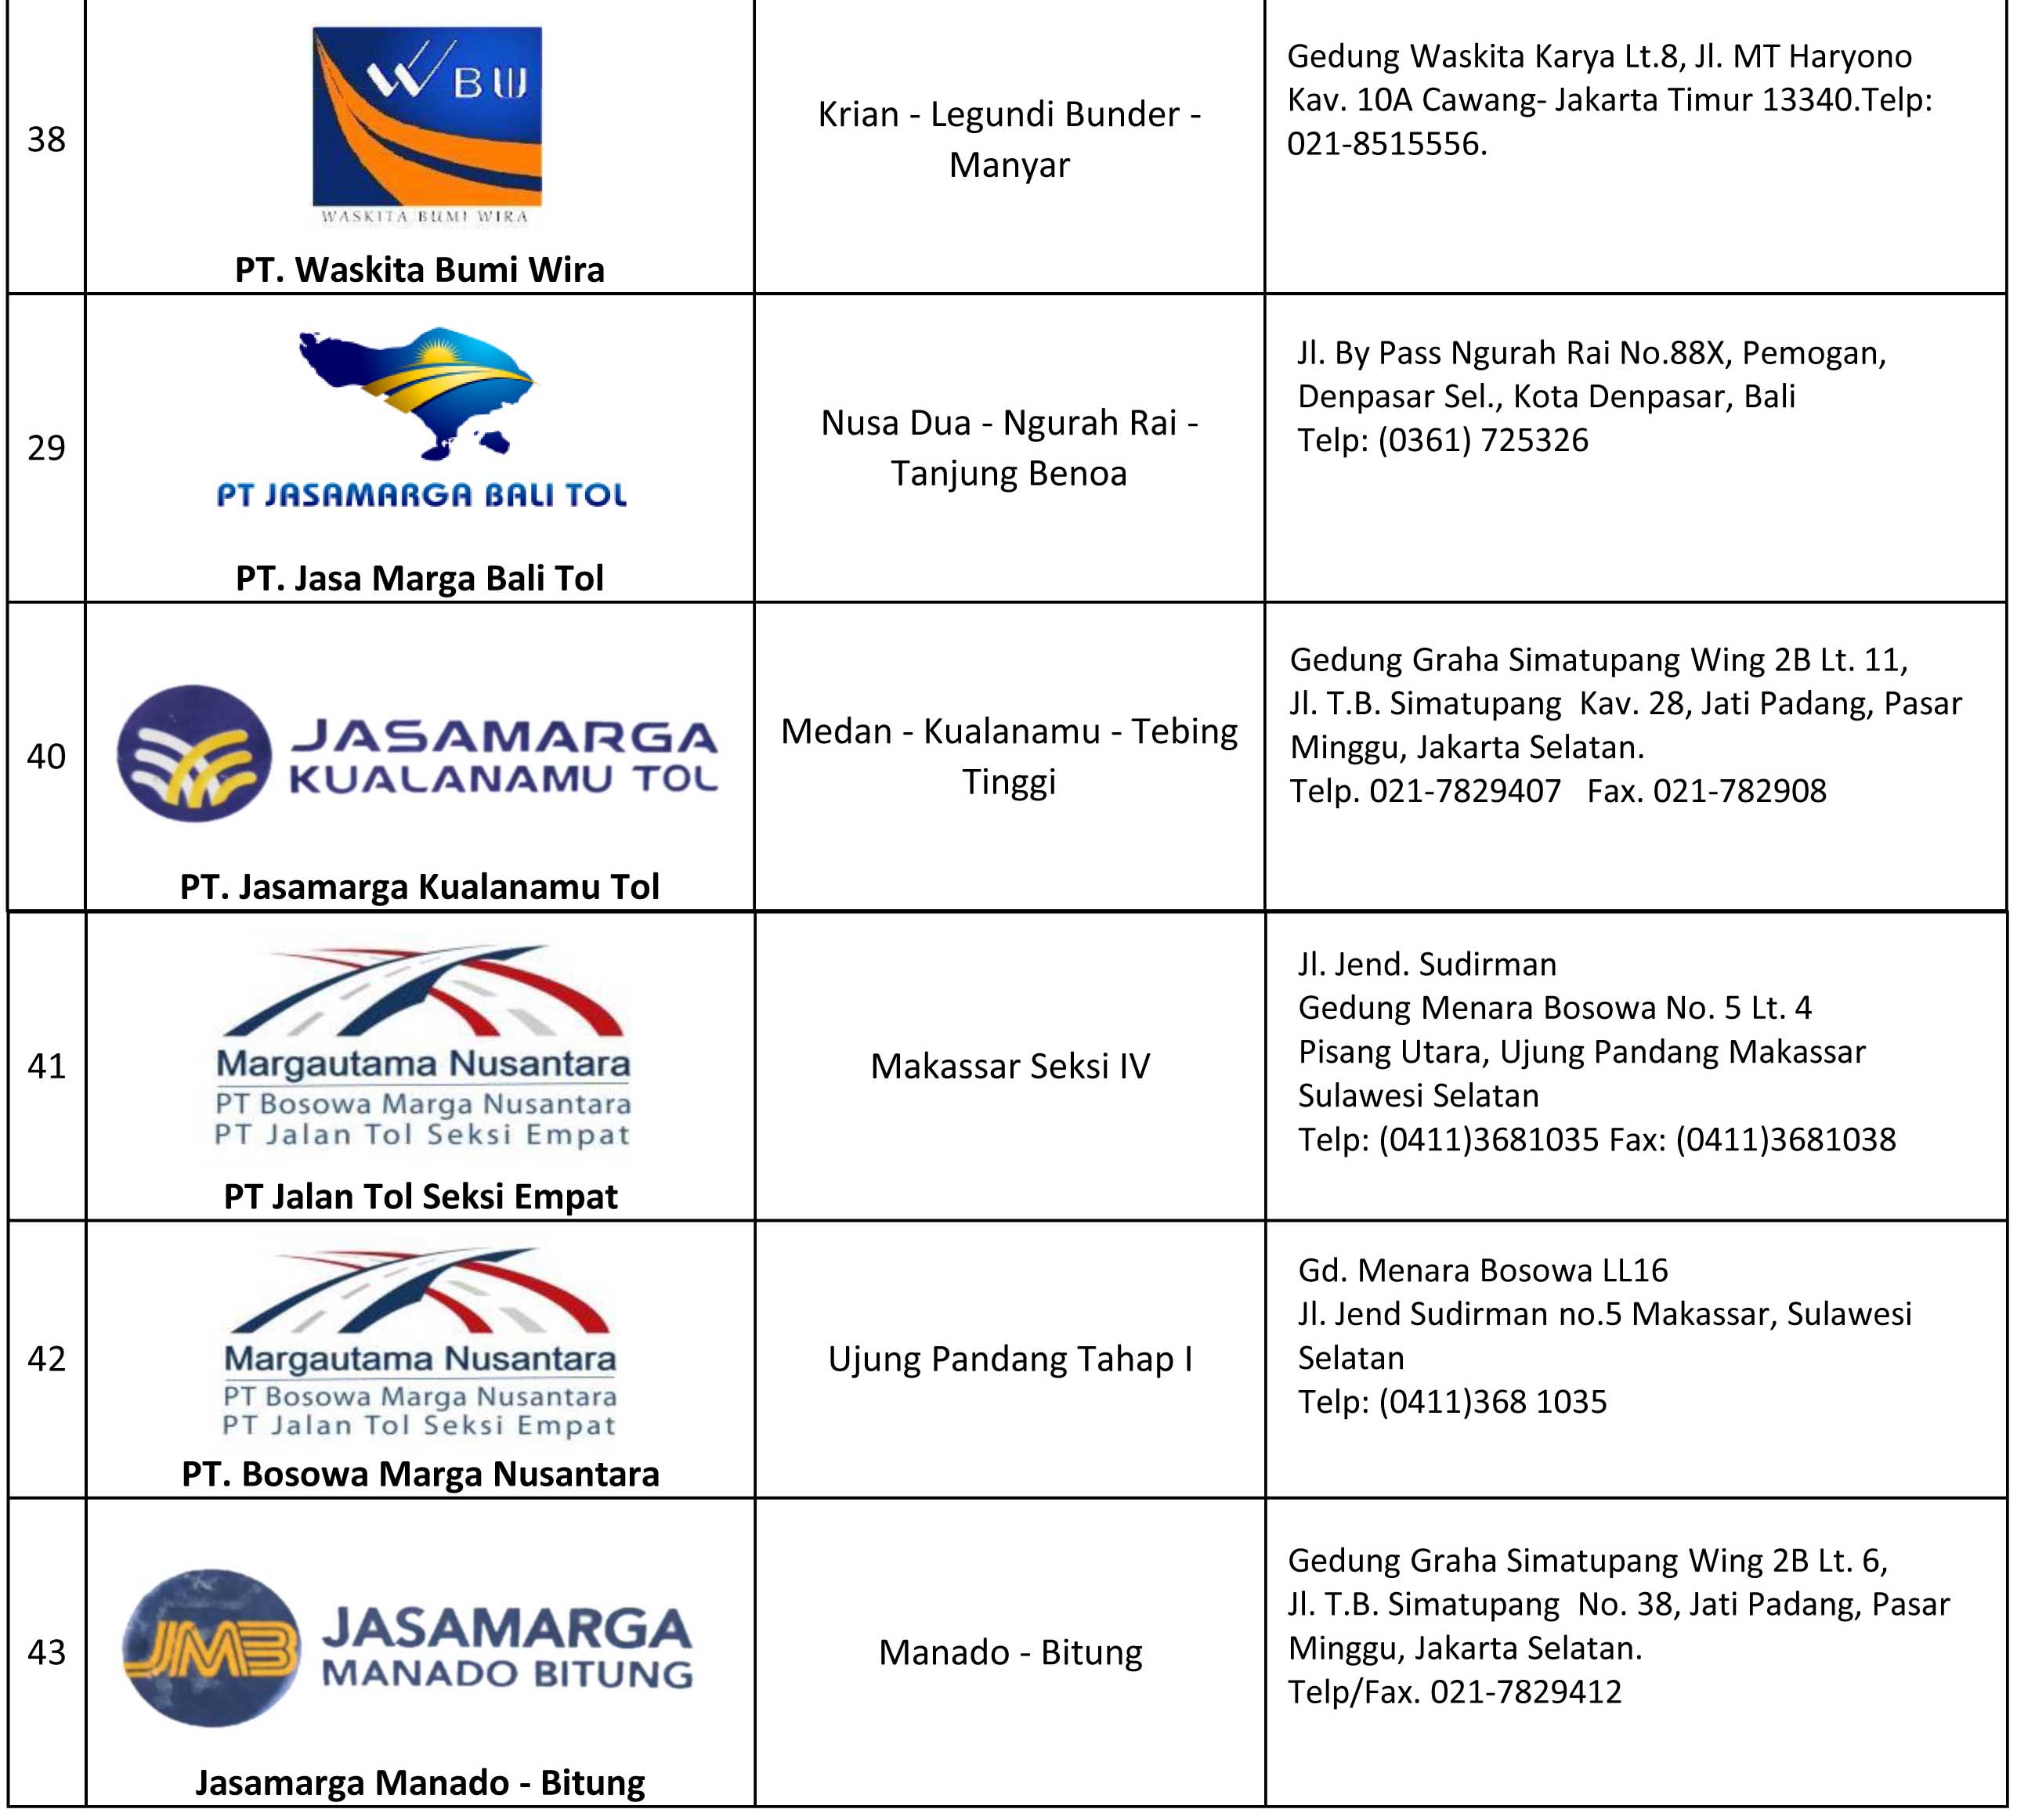 38
WBW
WASKITA BUMI WIRA
PT. Waskita Bumi Wira
Krian - Legundi Bunder -
Manyar
Gedung Waskita Karya Lt.8, Jl. MT Haryono
Kav. 10A Cawang- Jakarta Timur 13340.Telp:
021-8515556.
29
PT JASAMARGA BALI TOL
PT. Jasa Marga Bali Tol
Nusa Dua - Ngurah Rai -
Tanjung Benoa
Jl. By Pass Ngurah Rai No.88X, Pemogan,
Denpasar Sel., Kota Denpasar, Bali
Telp: (0361) 725326
40
JASAMARGA
KUALANAMU TOL
PT. Jasamarga Kualanamu Tol
Medan - Kualanamu - Tebing
Tinggi
Gedung Graha Simatupang Wing 2B Lt. 11,
Jl. T.B. Simatupang  Kav. 28, Jati Padang, Pasar
Minggu, Jakarta Selatan.
Telp. 021-7829407   Fax. 021-782908
41
Margautama Nusantara
PT Bosowa Marga Nusantara
PT Jalan Tol Seksi Empat
PT Jalan Tol Seksi Empat
Makassar Seksi IV
Jl. Jend. Sudirman
Gedung Menara Bosowa No. 5 Lt. 4
Pisang Utara, Ujung Pandang Makassar
Sulawesi Selatan
Telp: (0411)3681035 Fax: (0411)3681038
42
Margautama Nusantara
PT Bosowa Marga Nusantara
PT Jalan Tol Seksi Empat
PT. Bosowa Marga Nusantara
Ujung Pandang Tahap I
Gd. Menara Bosowa LL16
Jl. Jend Sudirman no.5 Makassar, Sulawesi
Selatan
Telp: (0411)368 1035
43
JMB
JASAMARGA
MANADO BITUNG
Jasamarga Manado - Bitung
Manado - Bitung
Gedung Graha Simatupang Wing 2B Lt. 6,
Jl. T.B. Simatupang  No. 38, Jati Padang, Pasar
Minggu, Jakarta Selatan.
Telp/Fax. 021-7829412